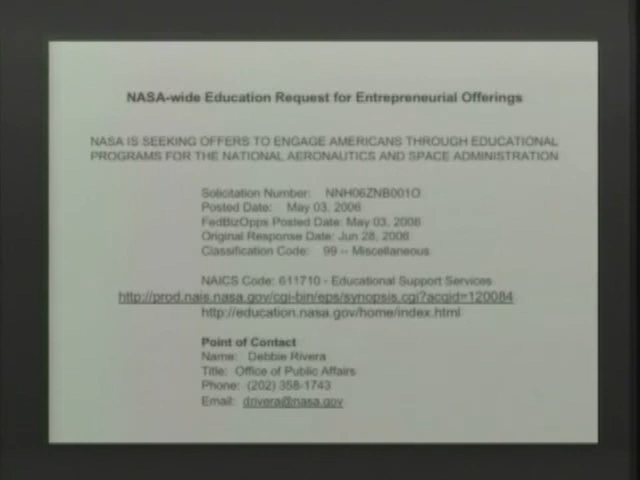 NASA-wide Education Request for Entrepreneurial Offerings
NASA IS SEEKING OFFERS TO ENGAGE AMERICANS THROUGH EDUCATIONAL
PROGRAMS FOR THE NATIONAL AERONAUTICS AND SPACE ADMINISTRATION
Solicitation Number: NNH06ZNB001O
Posted Date: May 03, 2006
FedBizOpps Posted Date: May 03, 2006
Original Response Date: Jun 28, 2006
Classification Code: 99 -- Miscellaneous
NAICS Code: 611710 - Educational Support Services
http://prod.nais.nasa.gov/cgi-bin/eps/synopsis.cgi?acqid=120084
http://education.nasa.gov/home/index.html
Point of Contact
Name: Debbie Rivera
Title: Office of Public Affairs
Phone: (202) 358-1743
Email: drivera@nasa.gov